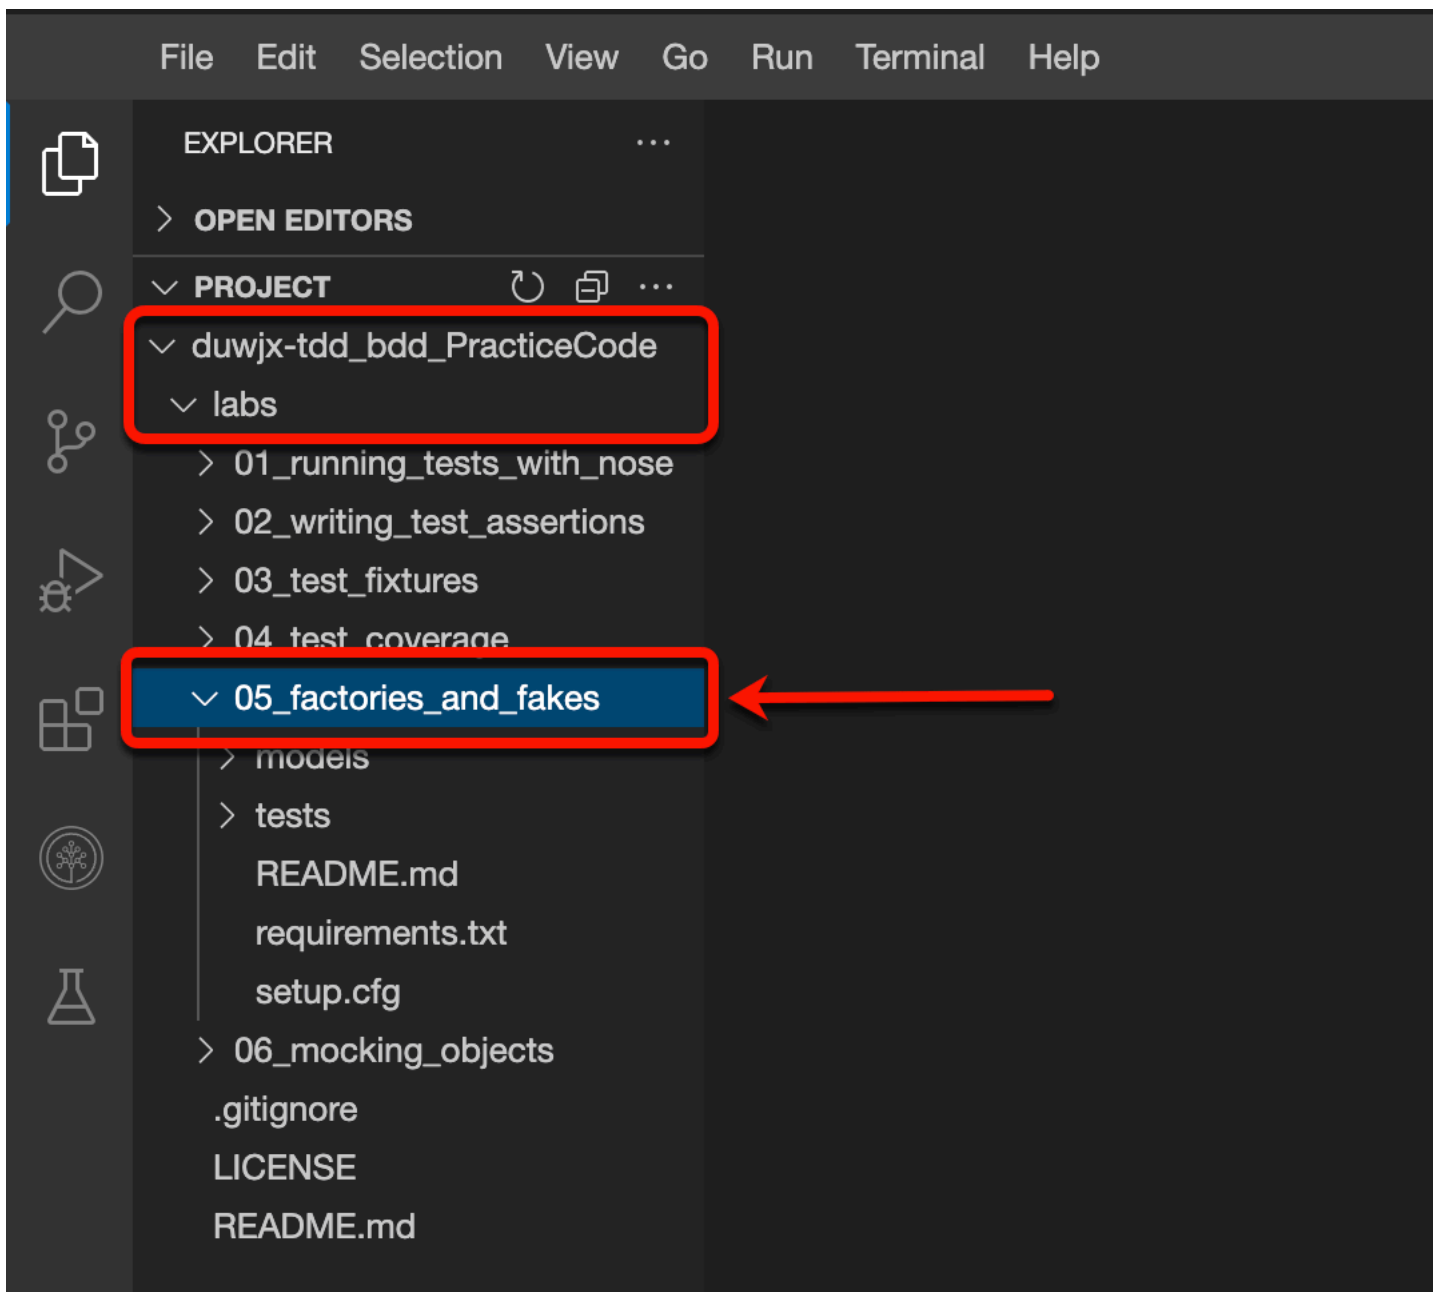 File Edit Selection View Go Run Terminal Help
EXPLORER
OPEN EDITORS
PROJECT
duwjx-tdd_bdd_PracticeCode
labs
01_running_tests_with_nose
02_writing_test_assertions
03_test_fixtures
04_test_coverage
05_factories_and_fakes
models
tests
README.md
requirements.txt
setup.cfg
06_mocking_objects
.gitignore
LICENSE
README.md